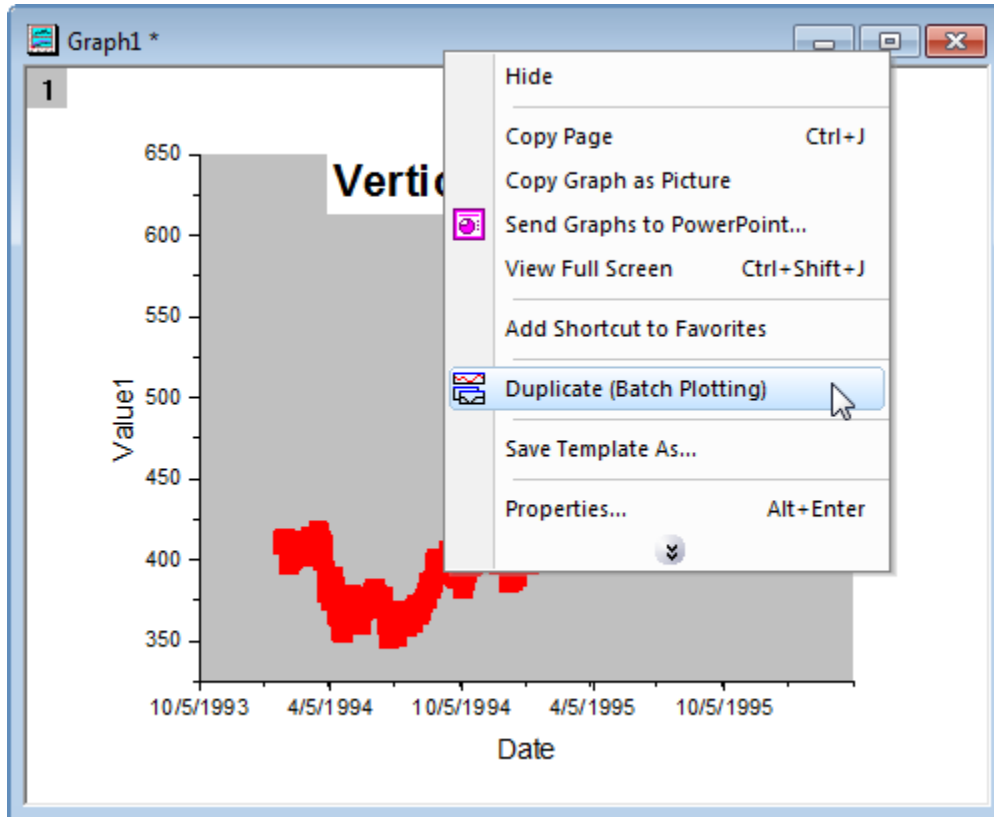 Graph1 *
1
Hide
Copy Page Ctrl+J
Copy Graph as Picture
Send Graphs to PowerPoint...
View Full Screen Ctrl+Shift+J
Add Shortcut to Favorites
Duplicate (Batch Plotting)
Save Template As...
Properties... Alt+Enter
650
600
550
500
450
400
350
Value1
10/5/1993 4/5/1994 10/5/1994 4/5/1995 10/5/1995
Date